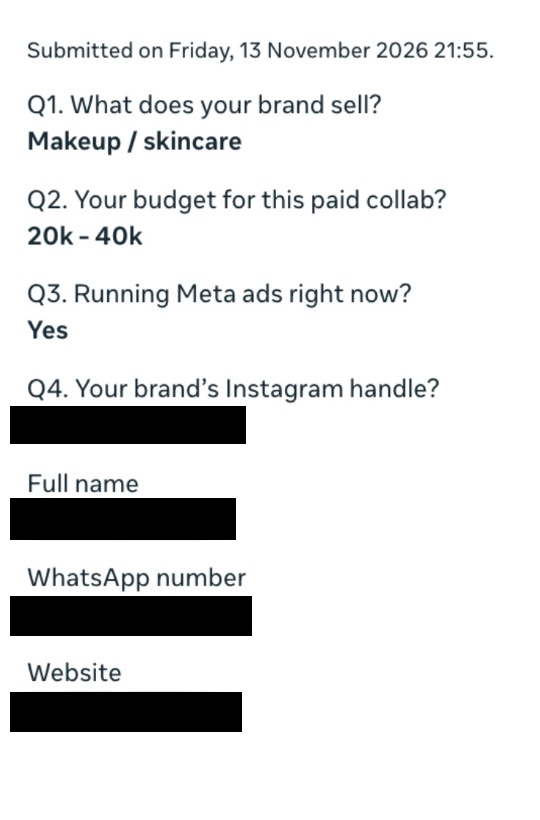 Submitted on Friday, 13 November 2026 21:55.
Q1. What does your brand sell?
Makeup / skincare
Q2. Your budget for this paid collab?
20k - 40k
Q3. Running Meta ads right now?
Yes
Q4. Your brand’s Instagram handle?
Full name
WhatsApp number
Website